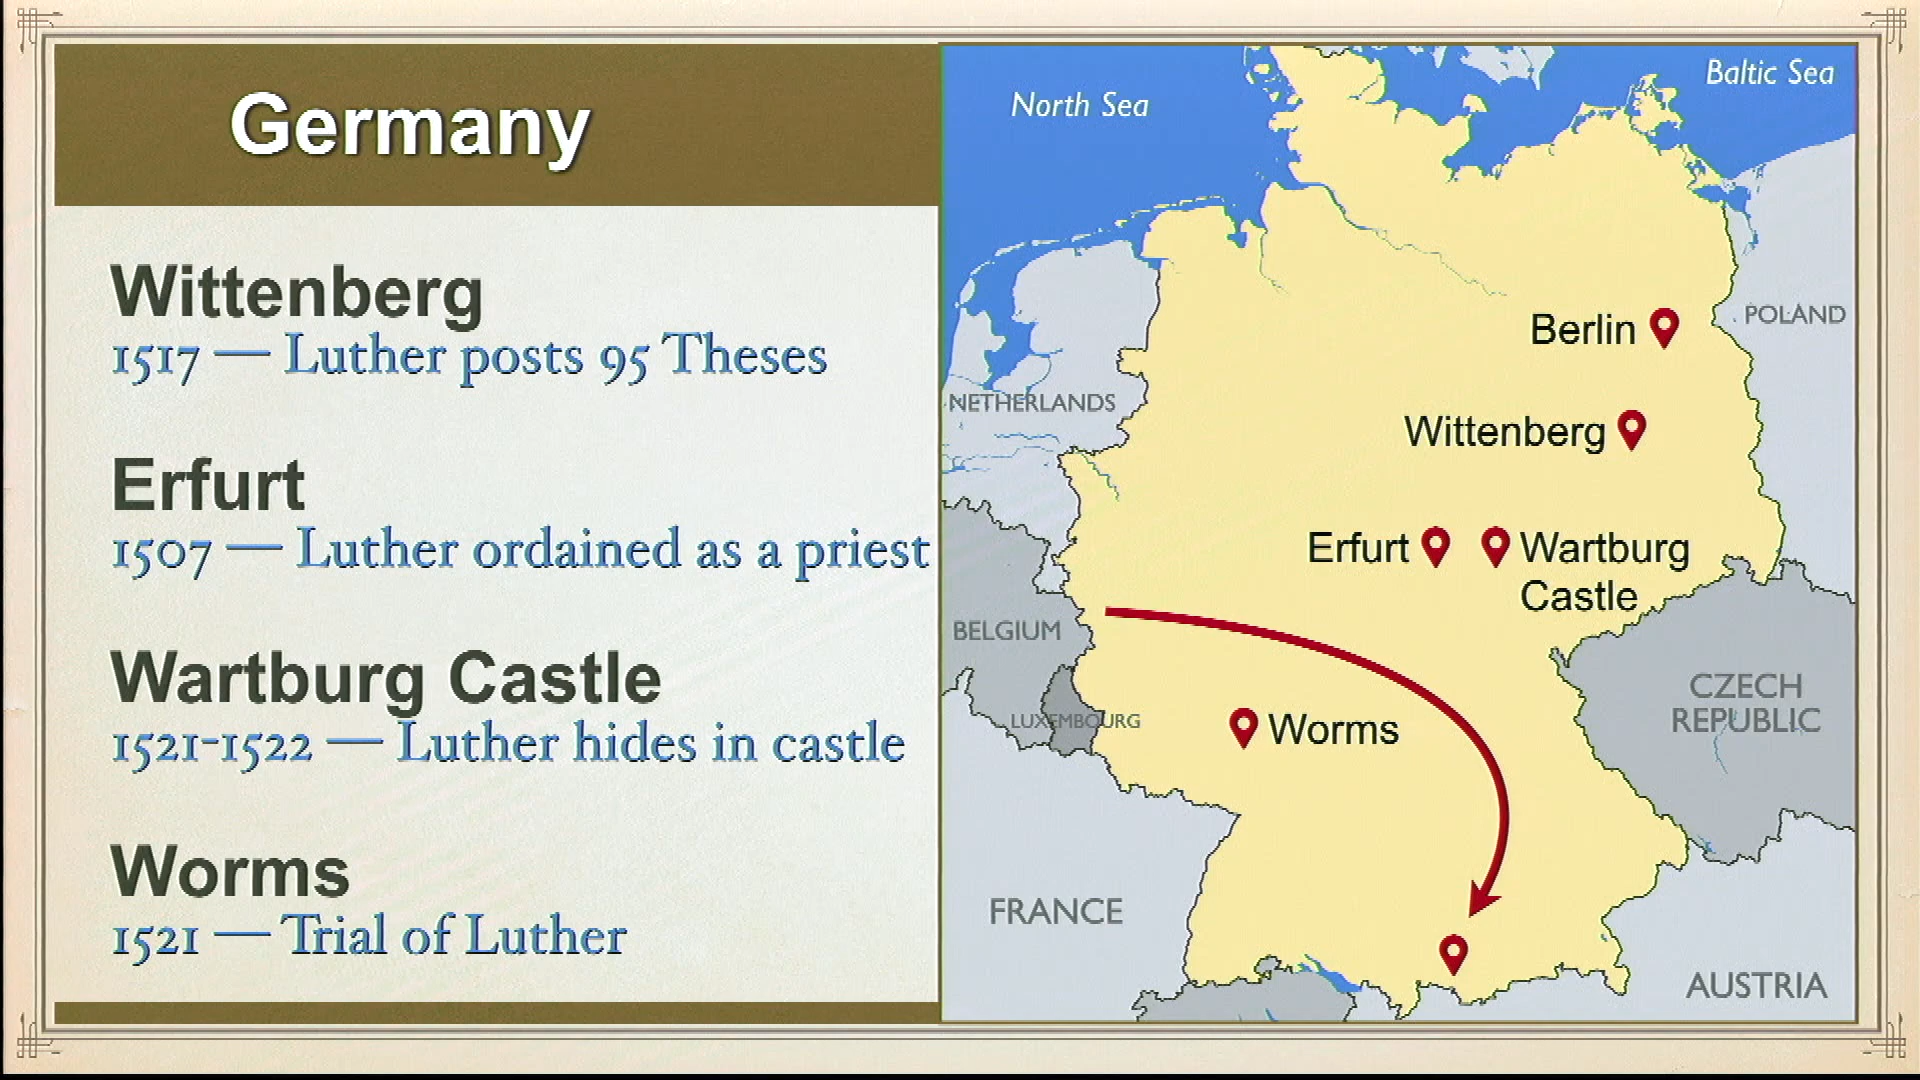 Germany
Wittenberg
1517 — Luther posts 95 Theses
Erfurt
1507 — Luther ordained as a priest
Wartburg Castle
1521-1522 — Luther hides in castle
Worms
1521 — Trial of Luther
North Sea
Baltic Sea
Berlin
POLAND
NETHERLANDS
Wittenberg
Erfurt
Wartburg
Castle
BELGIUM
CZECH
REPUBLIC
LUXEMBOURG
Worms
FRANCE
AUSTRIA